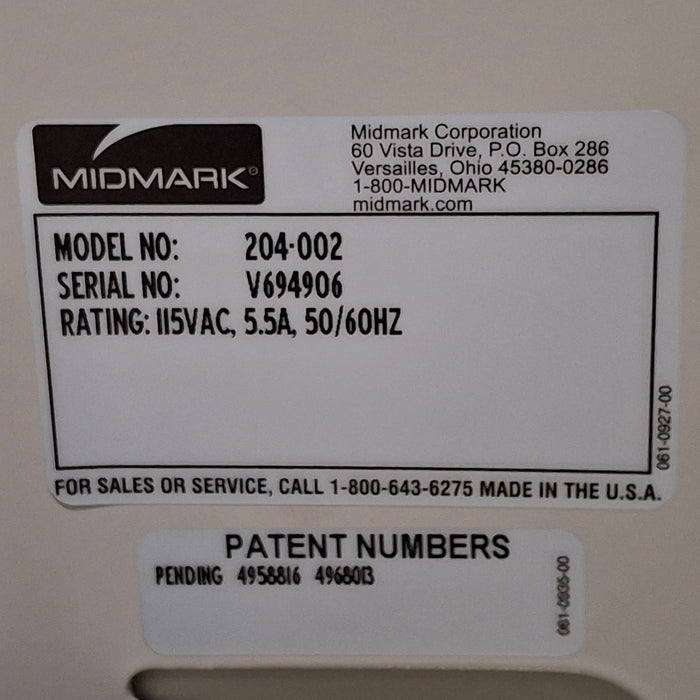 MIDMARK®
Midmark Corporation
60 Vista Drive, P.O. Box 286
Versailles, Ohio 45380-0286
1-800-MIDMARK
midmark.com
MODEL NO: 204-002
SERIAL NO: V694906
RATING: 115VAC, 5.5A, 50/60HZ
061-0927-00
FOR SALES OR SERVICE, CALL 1-800-643-6275 MADE IN THE U.S.A.
PATENT NUMBERS
PENDING 4958816 4968013
061-0935-00